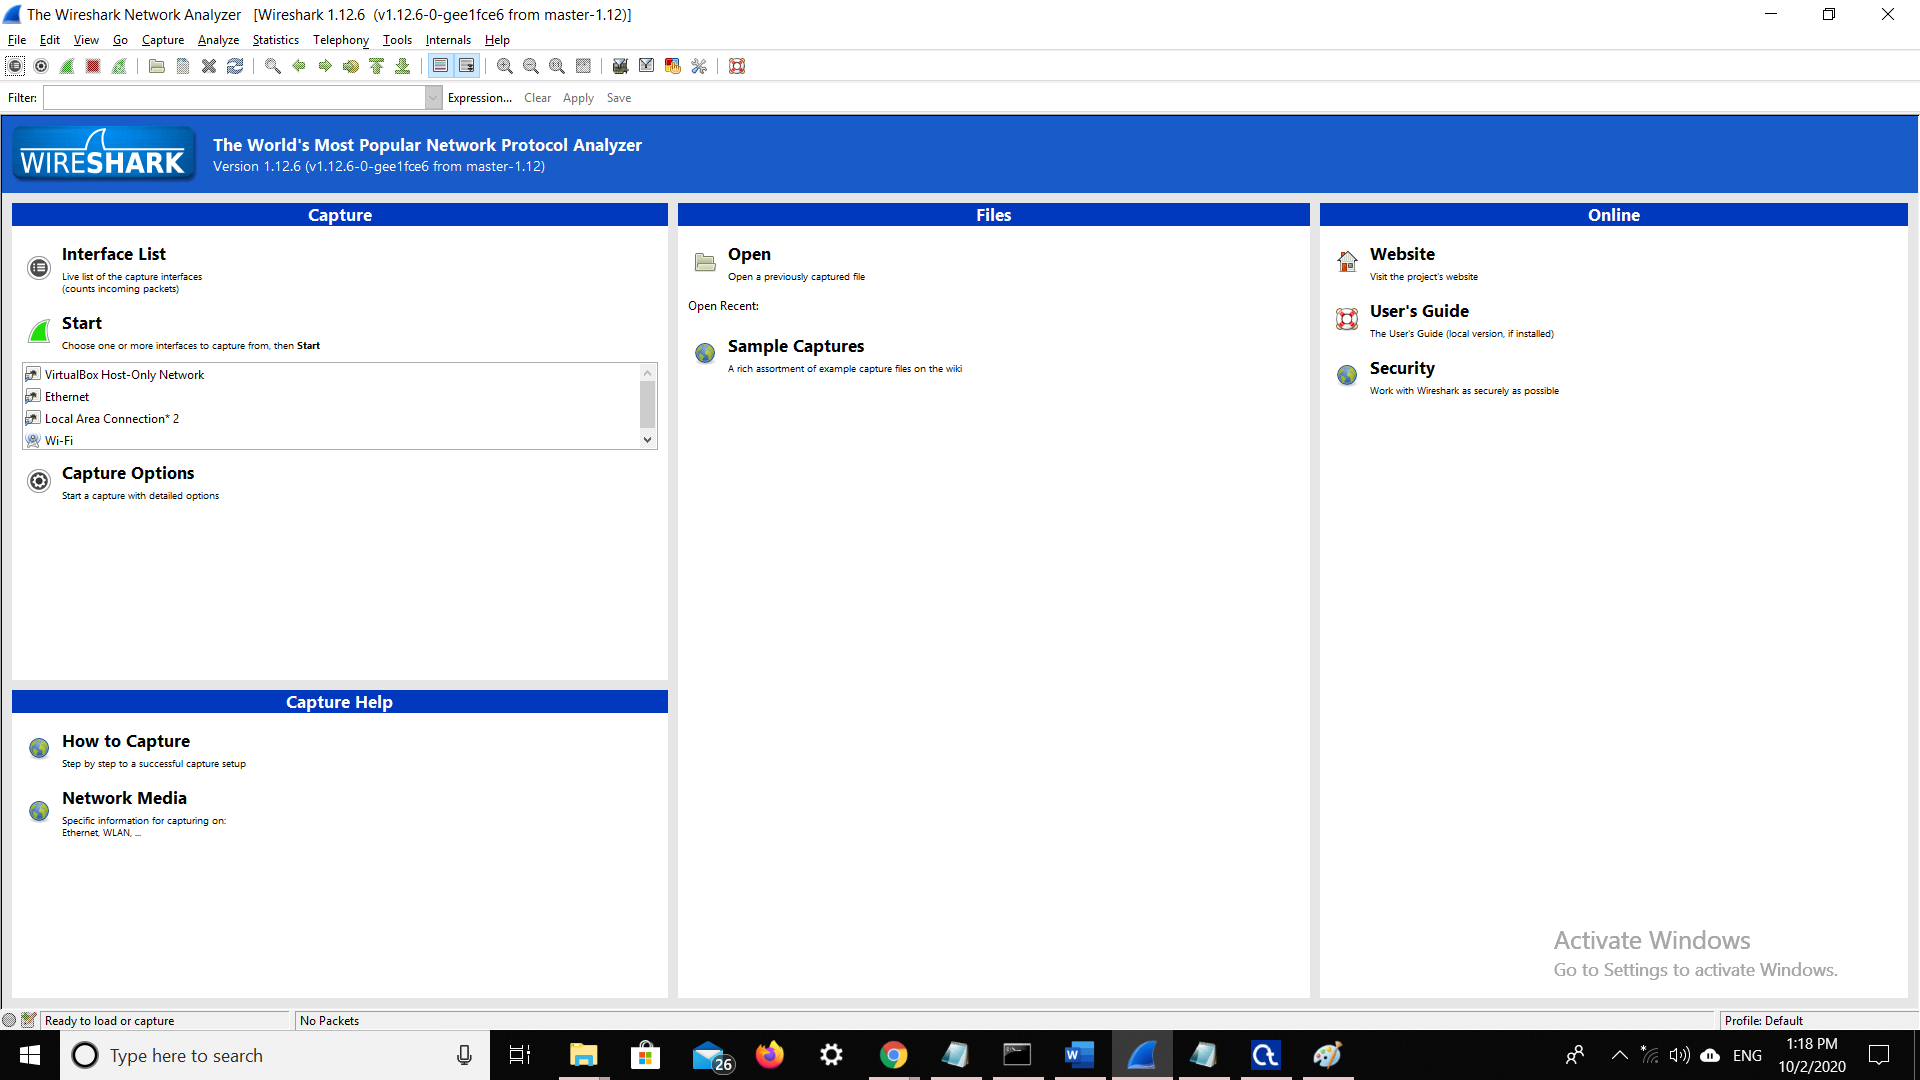 The Wireshark Network Analyzer [Wireshark 1.12.6 (v1.12.6-0-gee1fce6 from master-1.12)]
File Edit View Go Capture Analyze Statistics Telephony Tools Internals Help
Filter: Expression... Clear Apply Save
WIRESHARK
The World's Most Popular Network Protocol Analyzer
Version 1.12.6 (v1.12.6-0-gee1fce6 from master-1.12)
Capture
Interface List
Live list of the capture interfaces
(counts incoming packets)
Start
Choose one or more interfaces to capture from, then Start
VirtualBox Host-Only Network
Ethernet
Local Area Connection* 2
Wi-Fi
Capture Options
Start a capture with detailed options
Capture Help
How to Capture
Step by step to a successful capture setup
Network Media
Specific information for capturing on:
Ethernet, WLAN, ...
Files
Open
Open a previously captured file
Open Recent:
Sample Captures
A rich assortment of example capture files on the wiki
Online
Website
Visit the project's website
User's Guide
The User's Guide (local version, if installed)
Security
Work with Wireshark as securely as possible
Activate Windows
Go to Settings to activate Windows.
Ready to load or capture
No Packets
Profile: Default
Type here to search
26
ENG
1:18 PM
10/2/2020